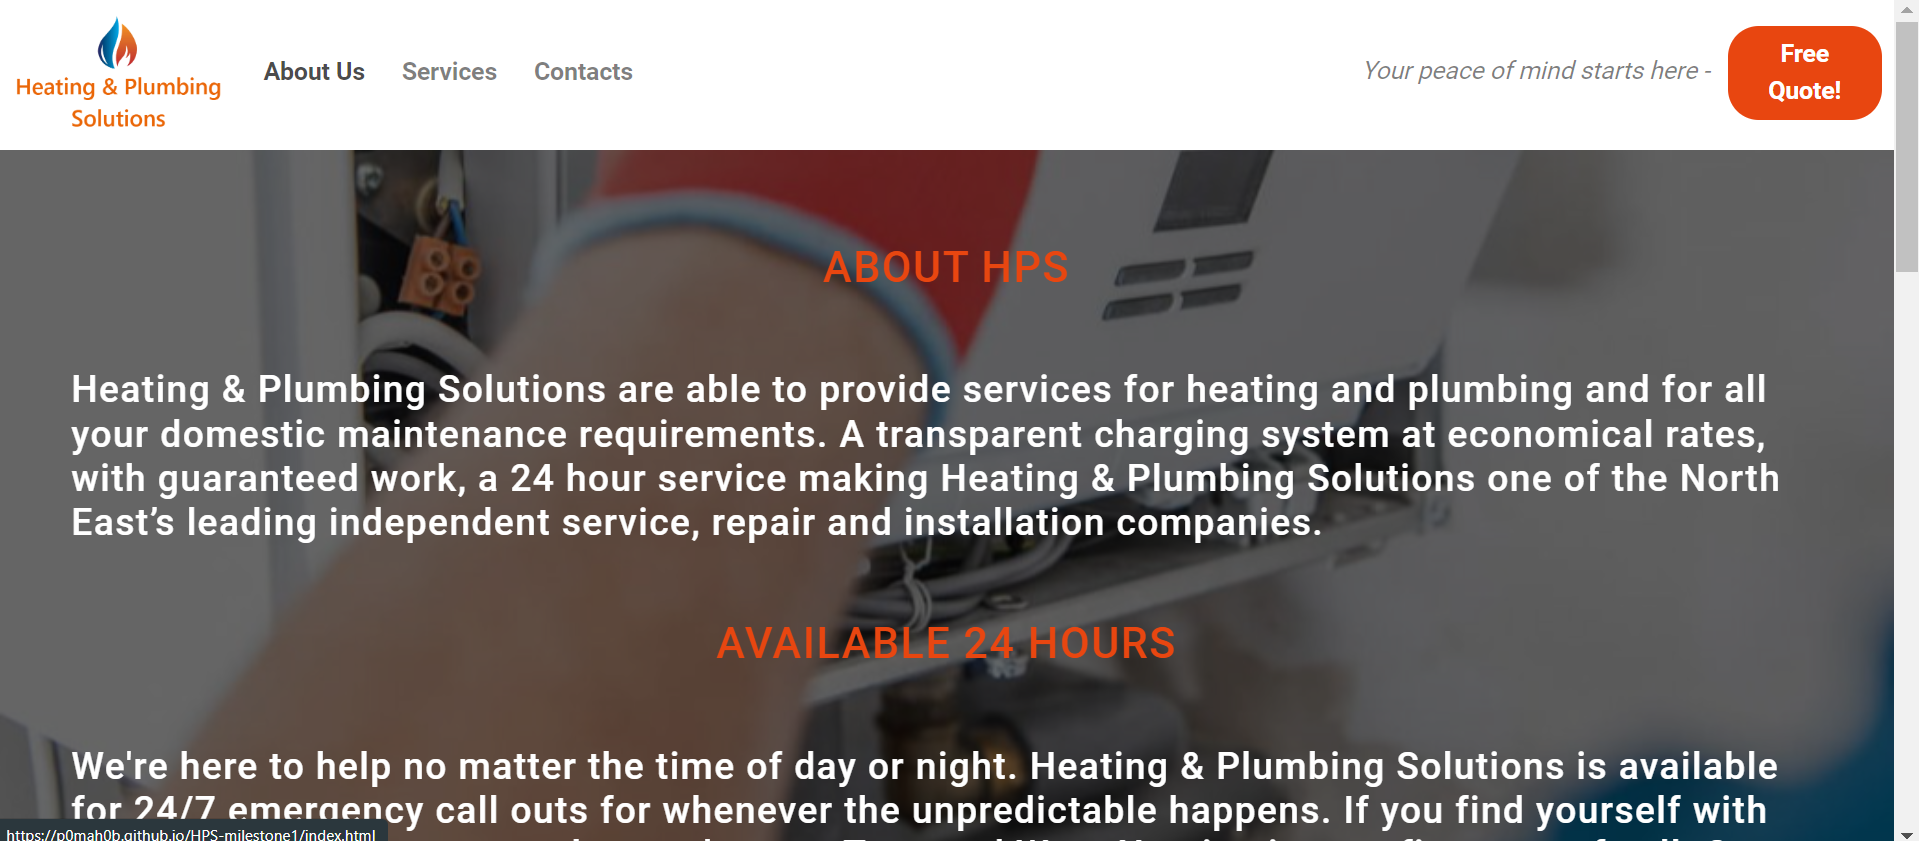 Heating & Plumbing
Solutions
About Us
Services
Contacts
Your peace of mind starts here -
Free
Quote!
ABOUT HPS
Heating & Plumbing Solutions are able to provide services for heating and plumbing and for all
your domestic maintenance requirements. A transparent charging system at economical rates,
with guaranteed work, a 24 hour service making Heating & Plumbing Solutions one of the North
East’s leading independent service, repair and installation companies.
AVAILABLE 24 HOURS
We're here to help no matter the time of day or night. Heating & Plumbing Solutions is available
for 24/7 emergency call outs for whenever the unpredictable happens. If you find yourself with
https://p0mah0b.github.io/HPS-milestone1/index.html